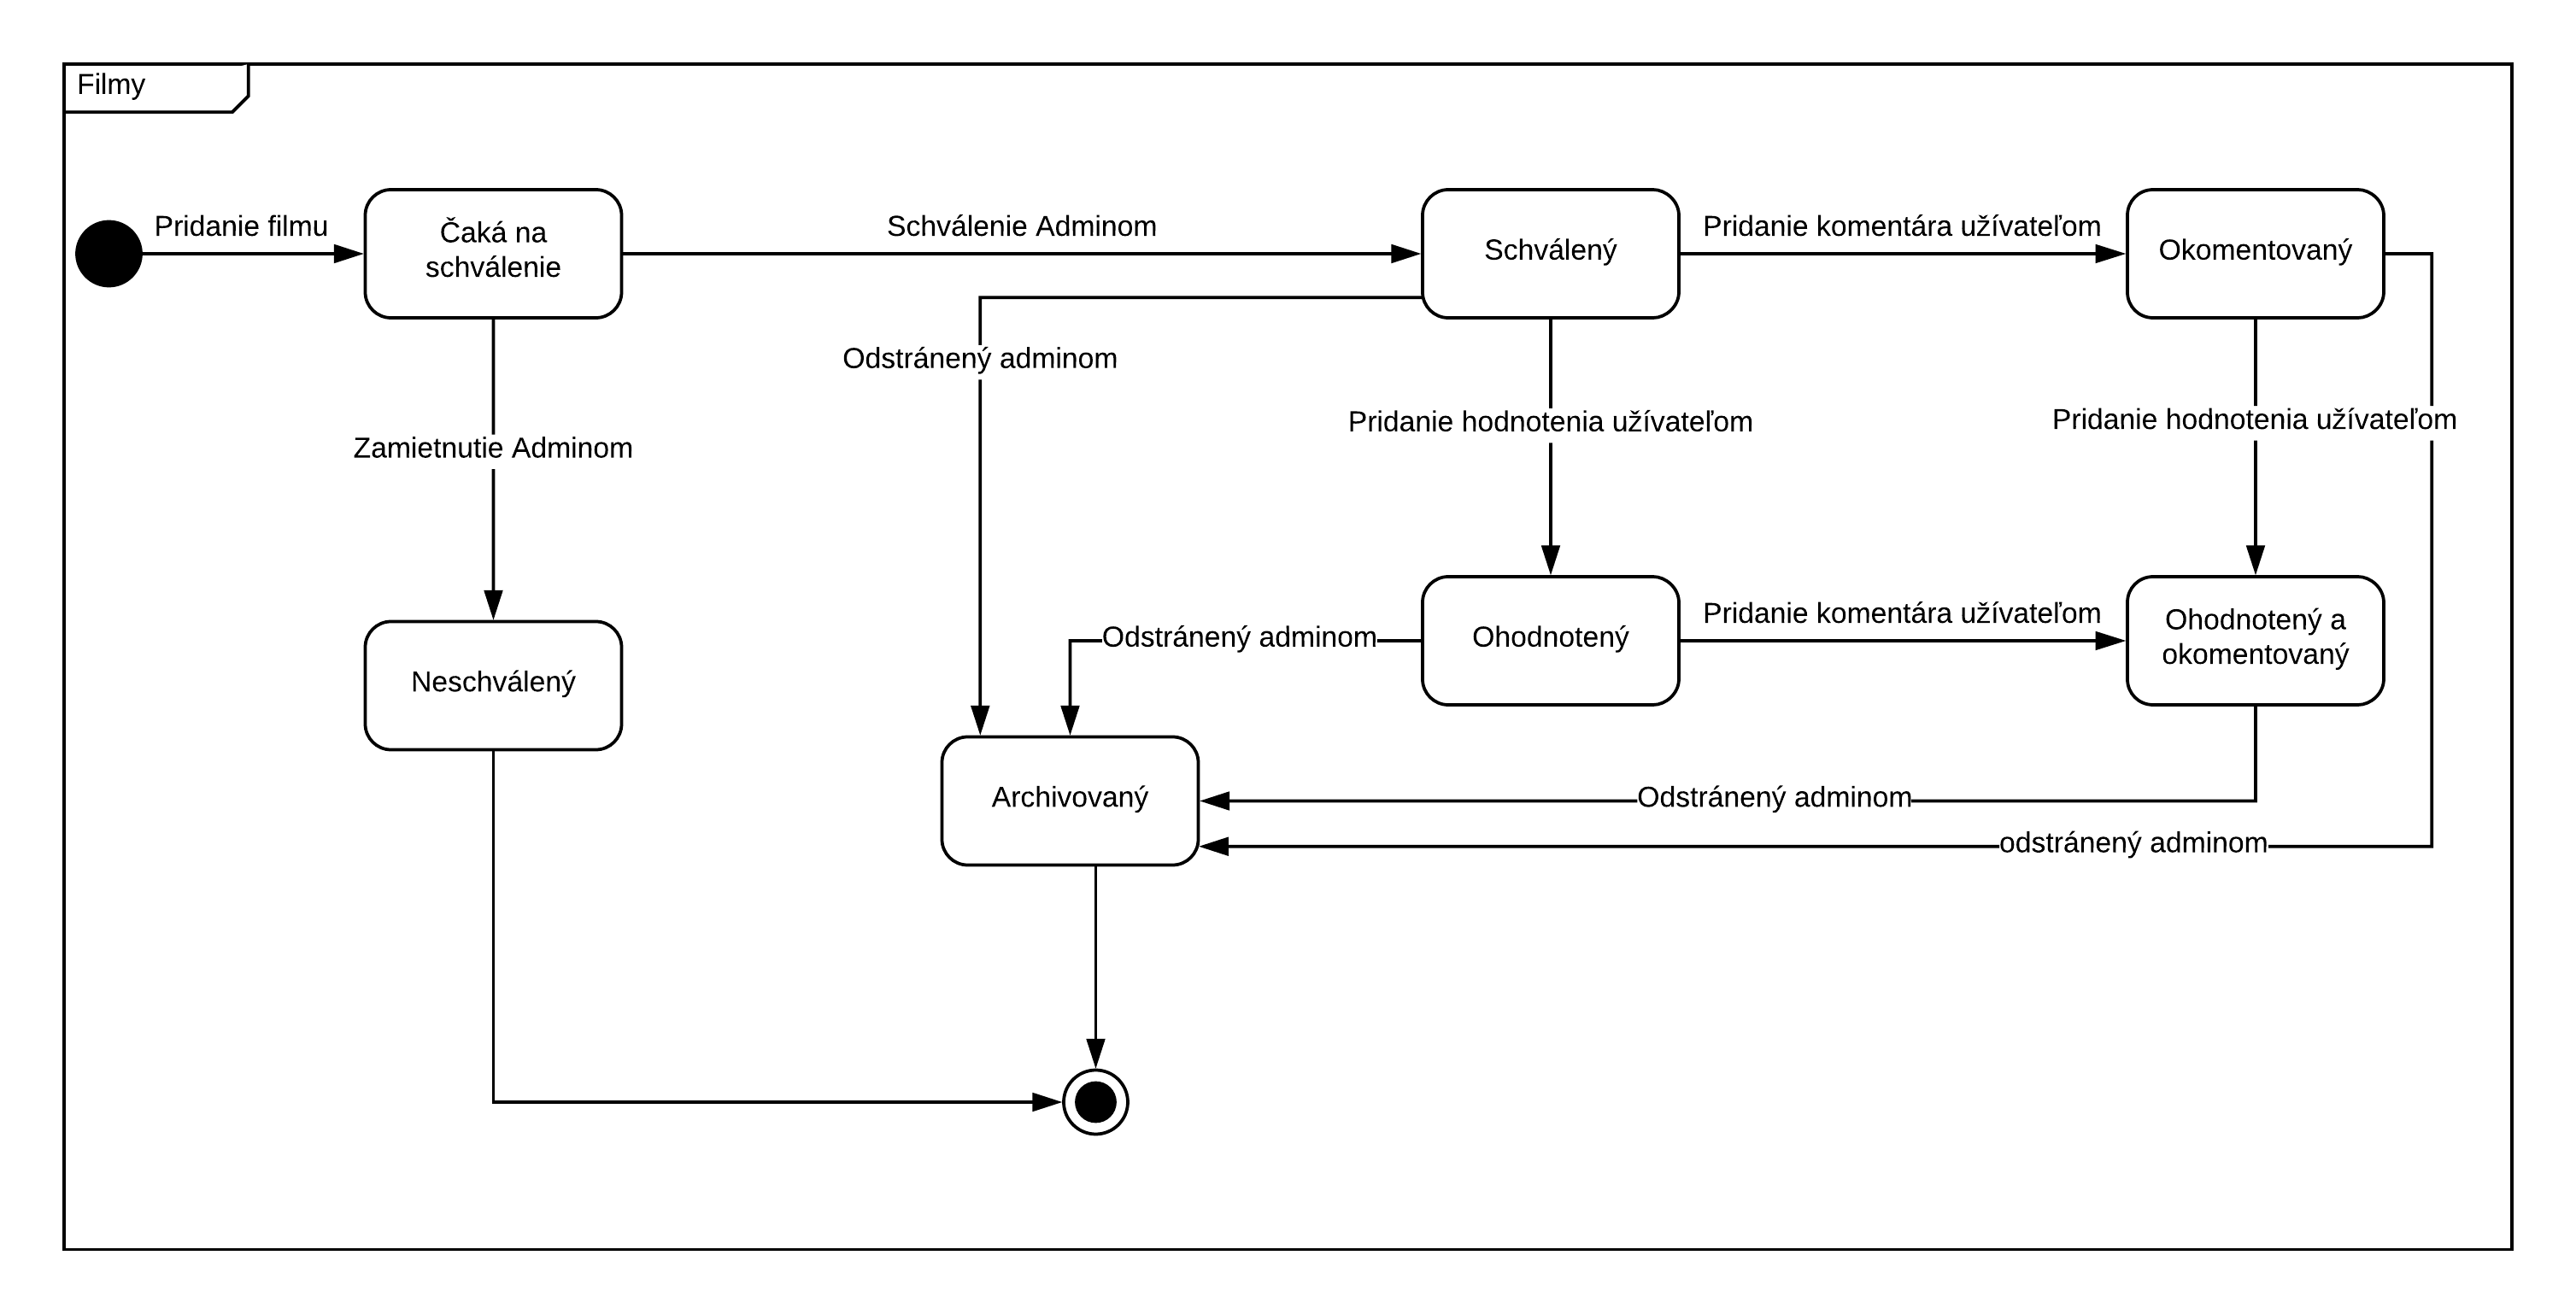 Filmy
Pridanie filmu
Čaká na
schválenie
Schválenie Adminom
Schválený
Pridanie komentára užívateľom
Okomentovaný
Odstránený adminom
Pridanie hodnotenia užívateľom
Pridanie hodnotenia užívateľom
Zamietnutie Adminom
Neschválený
Odstránený adminom
Ohodnotený
Pridanie komentára užívateľom
Ohodnotený a
okomentovaný
Archivovaný
Odstránený adminom
odstránený adminom